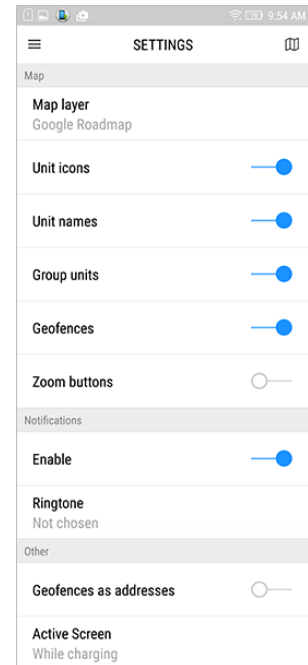 9:54 AM
SETTINGS
Map
Map layer
Google Roadmap
Unit icons
Unit names
Group units
Geofences
Zoom buttons
Notifications
Enable
Ringtone
Not chosen
Other
Geofences as addresses
Active Screen
While charging